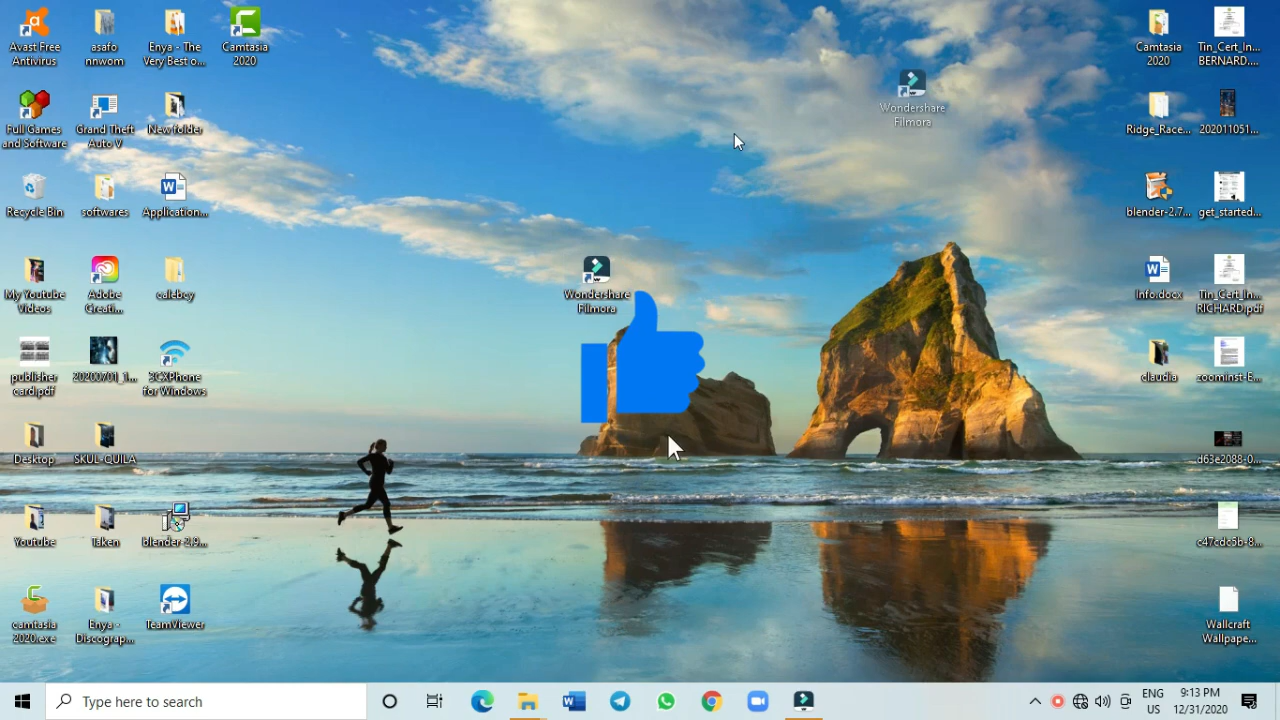 Avast Free
Antivirus
asafo
nnwom
Enya - The
Very Best o...
Camtasia
2020
Full Games
and Software
Grand Theft
Auto V
New folder
Recycle Bin
softwares
Application...
My Youtube
Videos
Adobe
Creati...
calebcy
publisher
card.pdf
20200701_1...
3CXPhone
for Windows
Desktop
SKUL-QUILA
Youtube
Taken
blender-2.9...
camtasia
2020.exe
Enya -
Discograp...
TeamViewer
Wondershare
Filmora
Wondershare
Filmora
Camtasia
2020
Tin_Cert_In...
BERNARD....
Ridge_Race...
202011051...
blender-2.7...
get_started...
Info.docx
Tin_Cert_In...
RICHARD.pdf
claudia
zoominst-E...
d63e2088-0...
c47cdc5b-8...
Wallcraft
Wallpape...
Type here to search
ENG
US
9:13 PM
12/31/2020